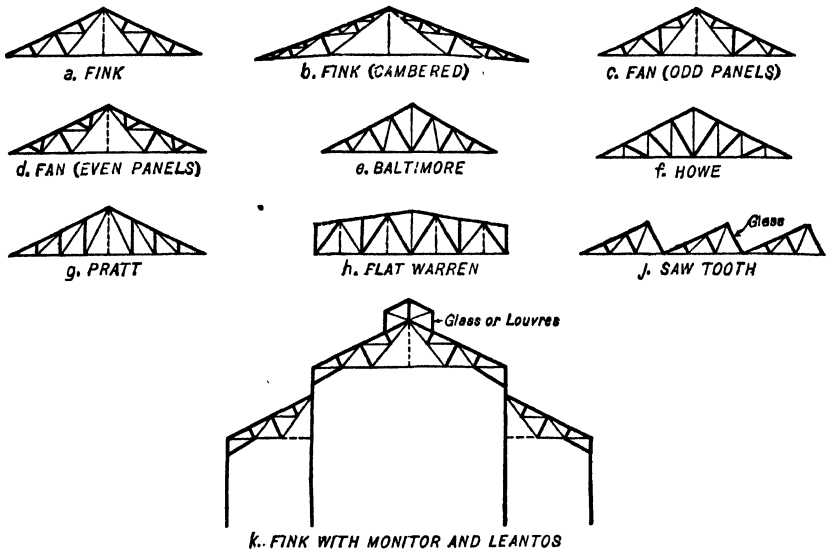 a. FINK
b. FINK (CAMBERED)
c. FAN (ODD PANELS)
d. FAN (EVEN PANELS)
e. BALTIMORE
f. HOWE
g. PRATT
h. FLAT WARREN
Glass
j. SAW TOOTH
Glass or Louvres
k. FINK WITH MONITOR AND LEANTOS